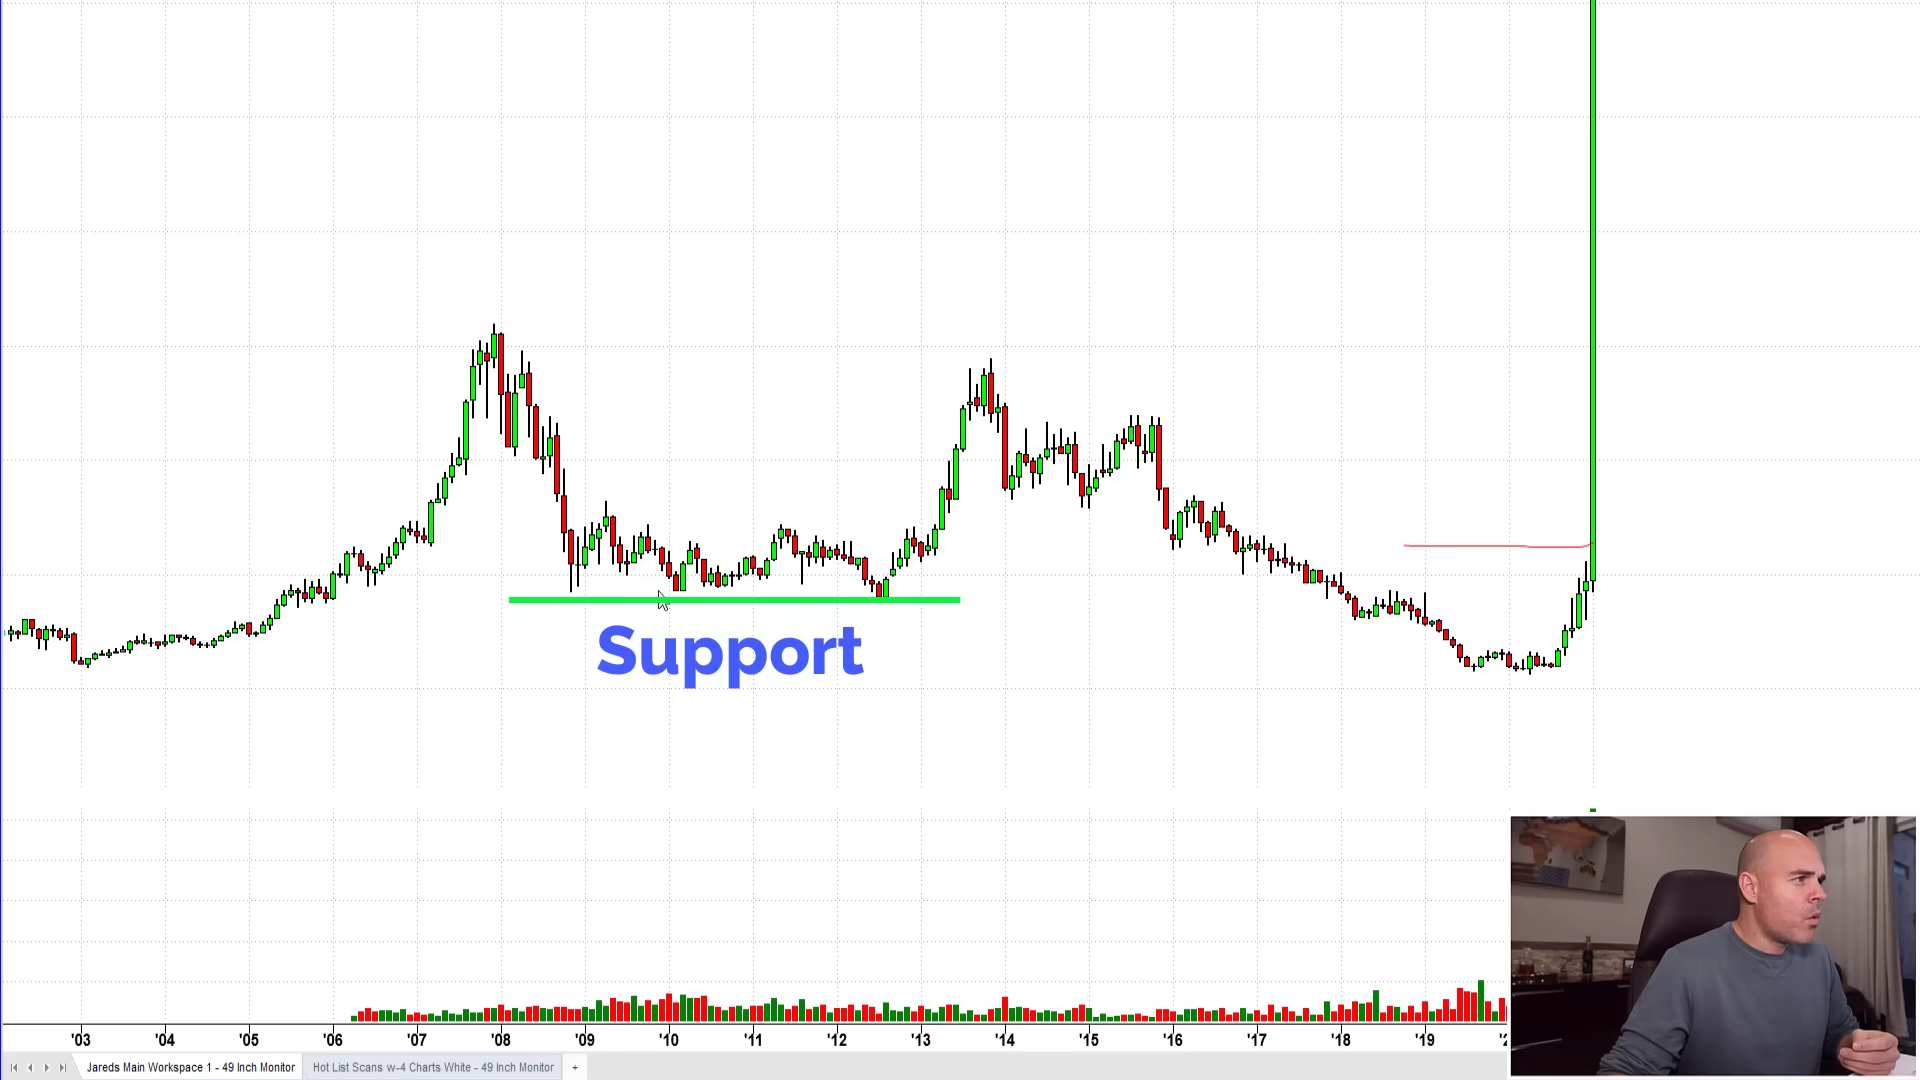 Support
'03 '04 '05 '06 '07 '08 '09 '10 '11 '12 '13 '14 '15 '16 '17 '18 '19
Jareds Main Workspace 1 - 49 Inch Monitor Hot List Scans w-4 Charts White - 49 Inch Monitor +